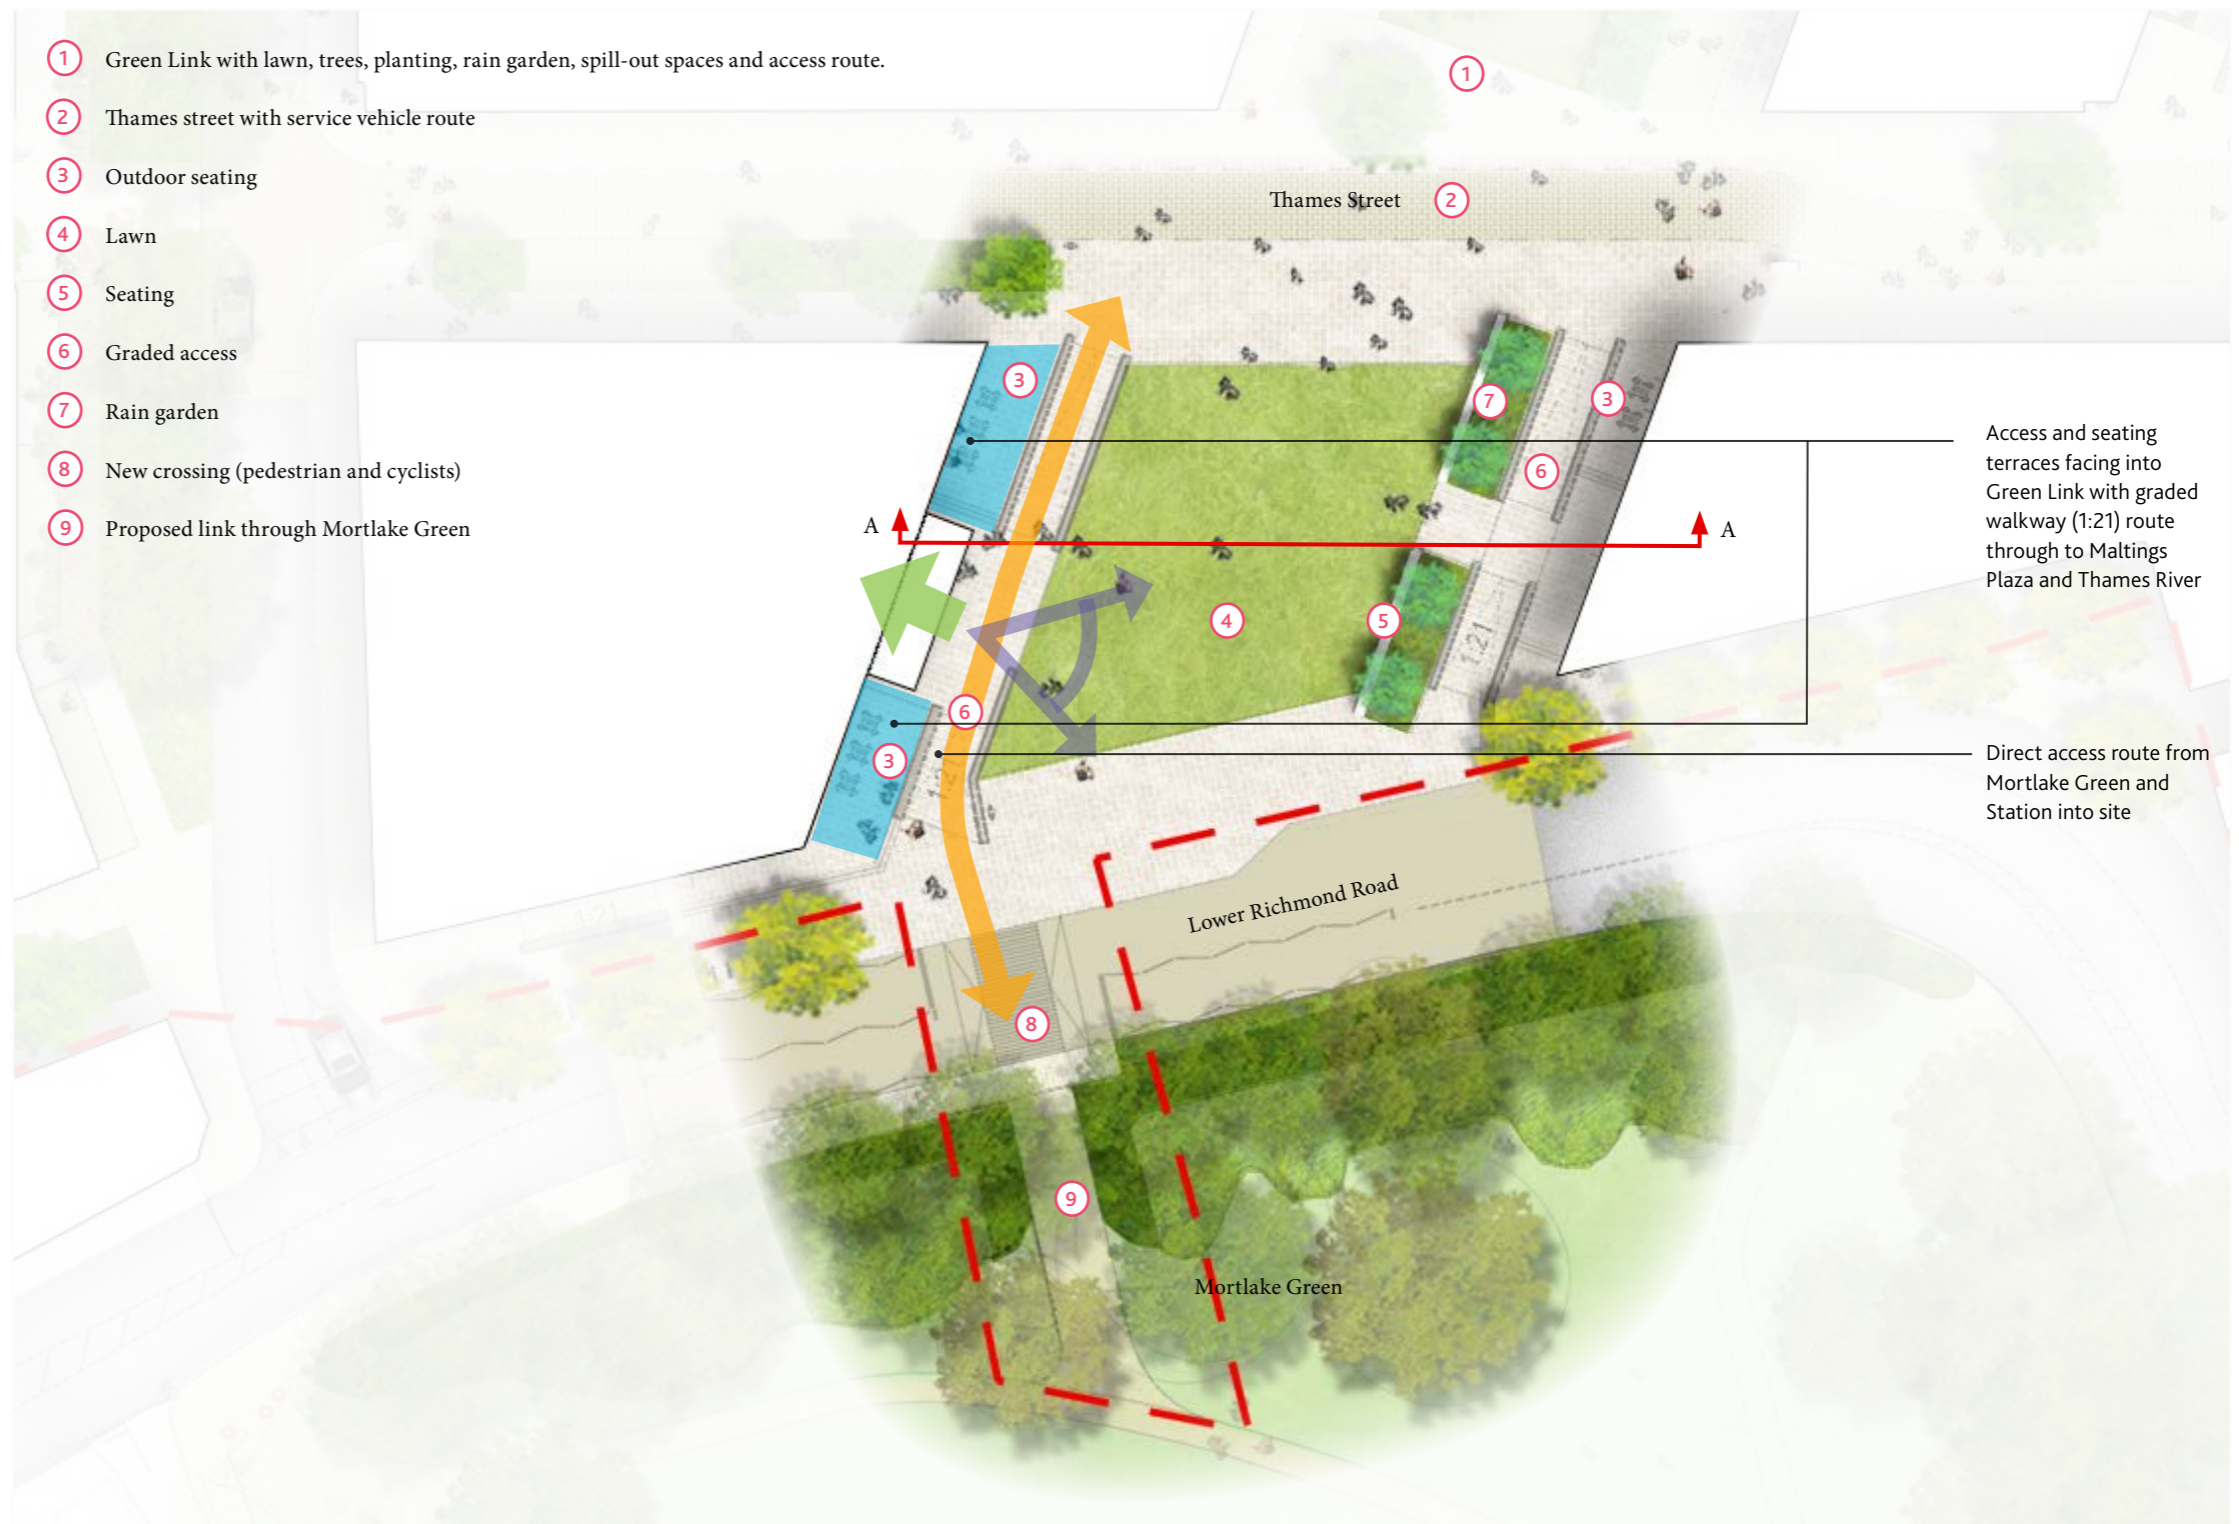 1 Green Link with lawn, trees, planting, rain garden, spill-out spaces and access route.
2 Thames street with service vehicle route
3 Outdoor seating
4 Lawn
5 Seating
6 Graded access
7 Rain garden
8 New crossing (pedestrian and cyclists)
9 Proposed link through Mortlake Green
1
Thames Street 2
3
7
3
6
A
A
4
5
1:21
6
3
1:21
8
9
Lower Richmond Road
Mortlake Green
Access and seating
terraces facing into
Green Link with graded
walkway (1:21) route
through to Maltings
Plaza and Thames River
Direct access route from
Mortlake Green and
Station into site